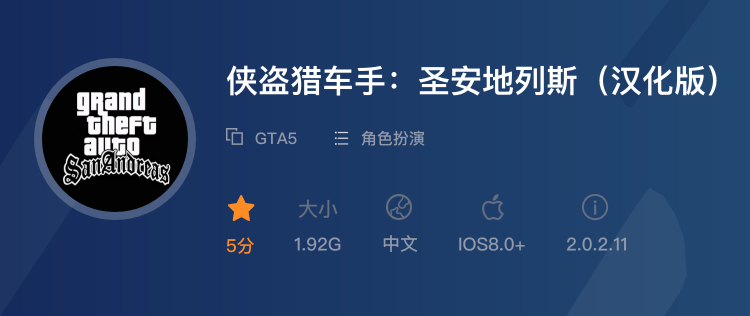 侠盗猎车手：圣安地列斯（汉化版）
grand
theft
auto
San Andreas
GTA5
角色扮演
大小
5分
1.92G
中文
IOS8.0+
2.0.2.11